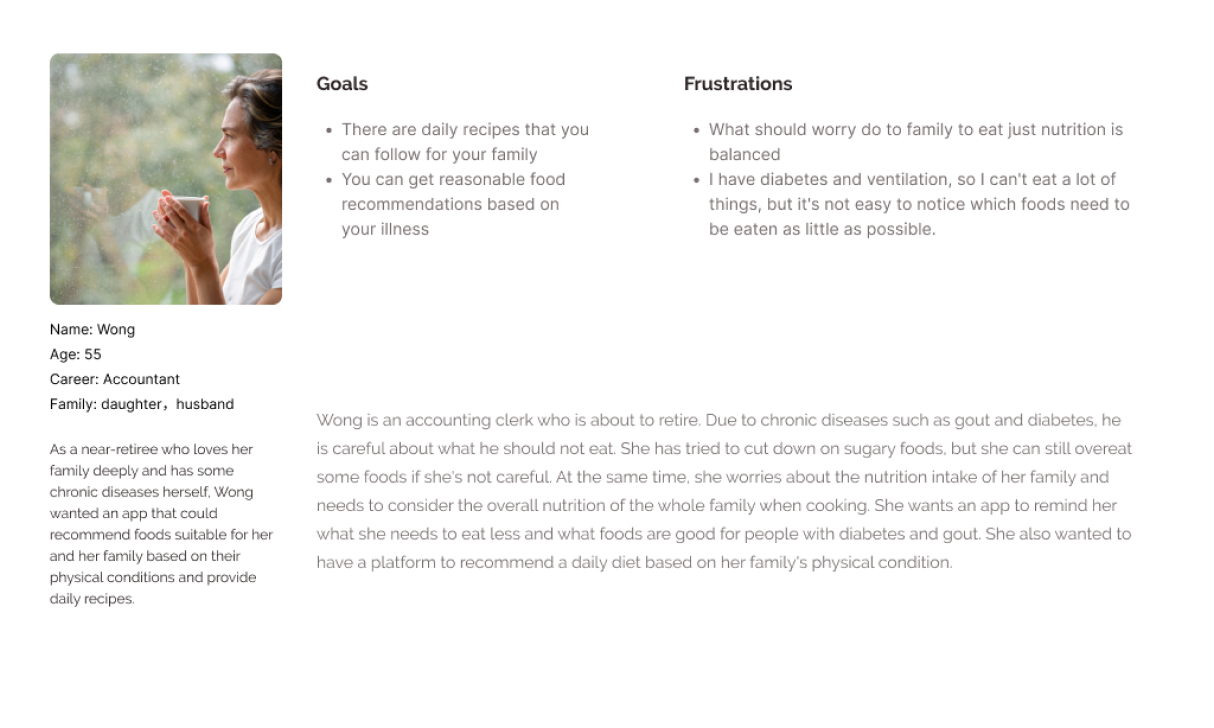 Goals
There are daily recipes that you
can follow for your family
You can get reasonable food
recommendations based on
your illness
Frustrations
What should worry do to family to eat just nutrition is
balanced
I have diabetes and ventilation, so I can't eat a lot of
things, but it's not easy to notice which foods need to
be eaten as little as possible.
Name: Wong
Age: 55
Career: Accountant
Family: daughter，husband
As a near-retiree who loves her
family deeply and has some
chronic diseases herself, Wong
wanted an app that could
recommend foods suitable for her
and her family based on their
physical conditions and provide
daily recipes.
Wong is an accounting clerk who is about to retire. Due to chronic diseases such as gout and diabetes, he
is careful about what he should not eat. She has tried to cut down on sugary foods, but she can still overeat
some foods if she's not careful. At the same time, she worries about the nutrition intake of her family and
needs to consider the overall nutrition of the whole family when cooking. She wants an app to remind her
what she needs to eat less and what foods are good for people with diabetes and gout. She also wanted to
have a platform to recommend a daily diet based on her family's physical condition.